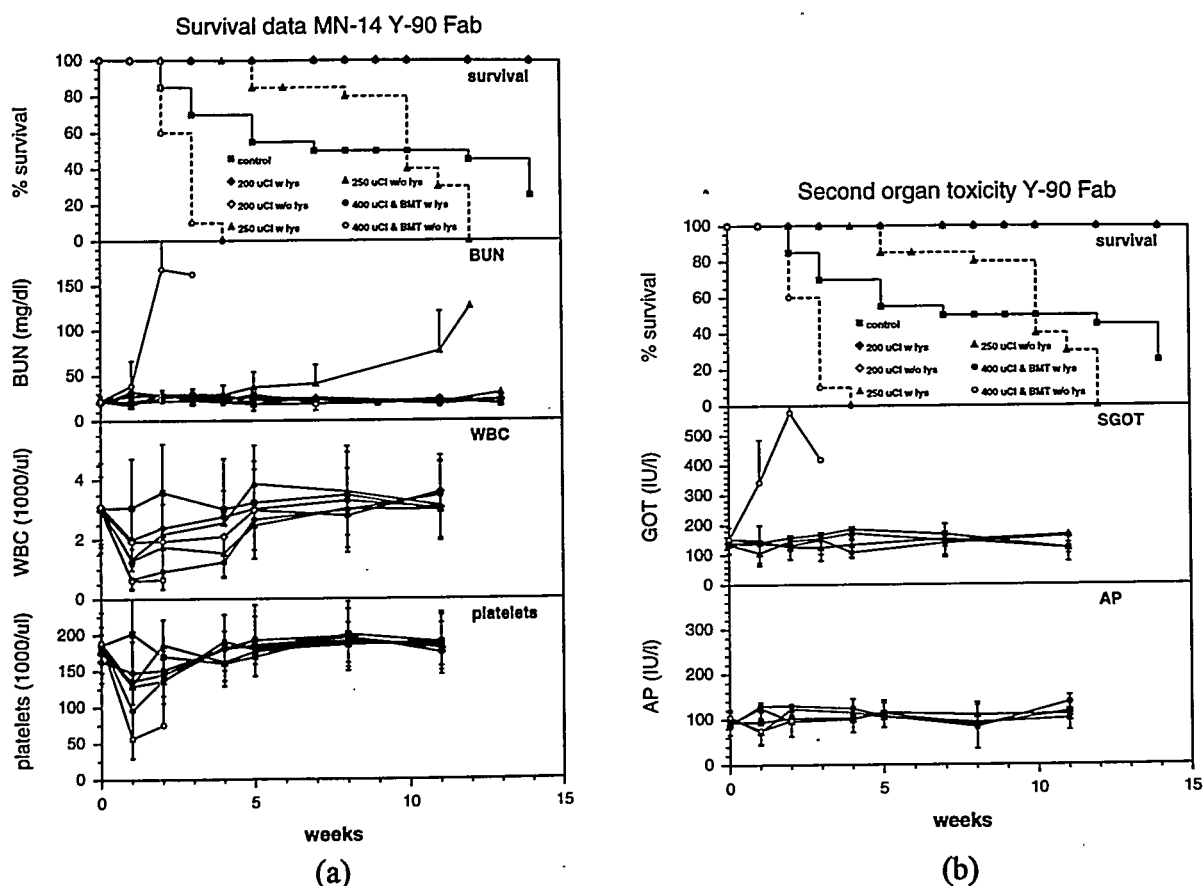 Survival data MN-14 Y-90 Fab
100
80
60
40
20
0
% survival
survival
control
200 uCi w lys
200 uCi w/o lys
250 uCi w lys
250 uCi w/o lys
400 uCi & BMT w lys
400 uCi & BMT w/o lys
BUN
150
100
50
0
BUN (mg/dl)
WBC
4
2
0
WBC (1000/ul)
platelets
200
150
100
50
0
platelets (1000/ul)
0
5
10
15
weeks
(a)
Second organ toxicity Y-90 Fab
100
80
60
40
20
0
% survival
survival
control
200 uCi w lys
200 uCi w/o lys
250 uCi w lys
250 uCi w/o lys
400 uCi & BMT w lys
400 uCi & BMT w/o lys
SGOT
500
400
300
200
100
0
GOT (IU/l)
AP
300
200
100
0
AP (IU/l)
0
5
10
15
weeks
(b)